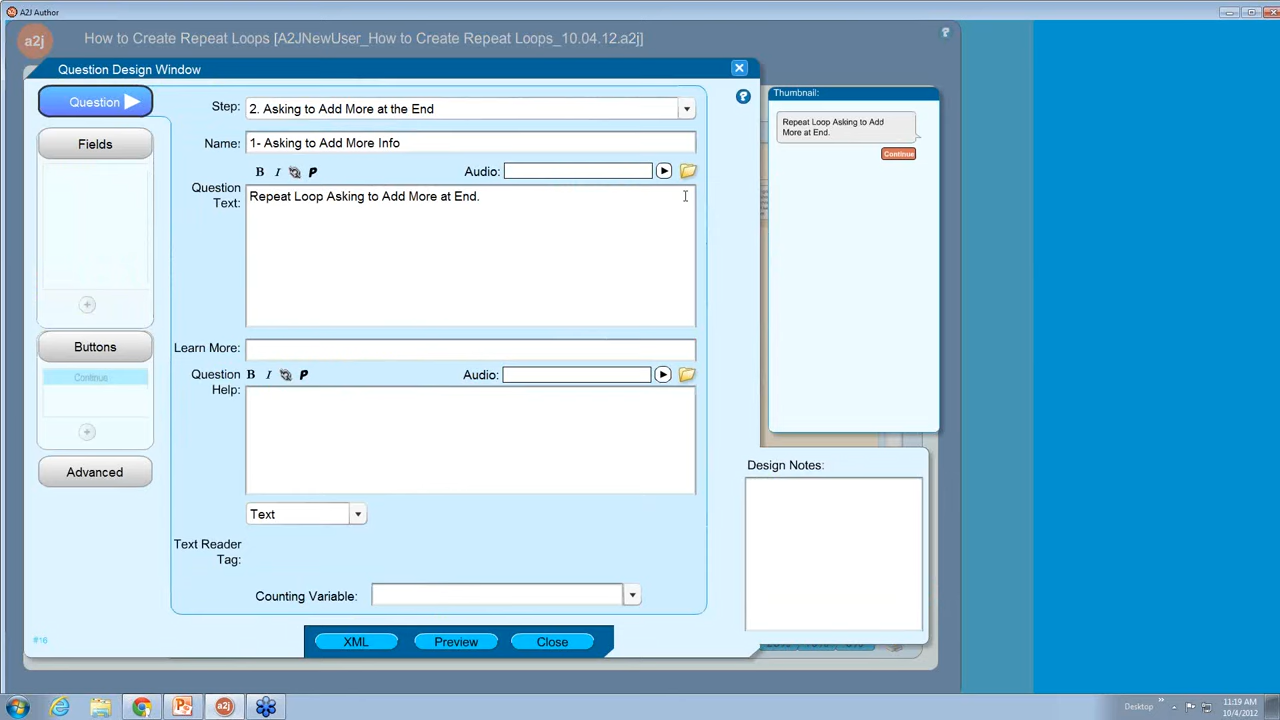 A2J Author
a2j
How to Create Repeat Loops [A2JNewUser_How to Create Repeat Loops_10.04.12.a2j]
?
Question Design Window
Question
Step:
2. Asking to Add More at the End
?
Thumbnail:
Repeat Loop Asking to Add
More at End.
Continue
Fields
Name:
1- Asking to Add More Info
B I P
Audio:
Question
Text:
Repeat Loop Asking to Add More at End.
Buttons
Continue
Learn More:
Question
Help:
B I P
Audio:
Advanced
Design Notes:
Text
Text Reader
Tag:
Counting Variable:
#16
XML
Preview
Close
a2j
Desktop
11:19 AM
10/4/2012